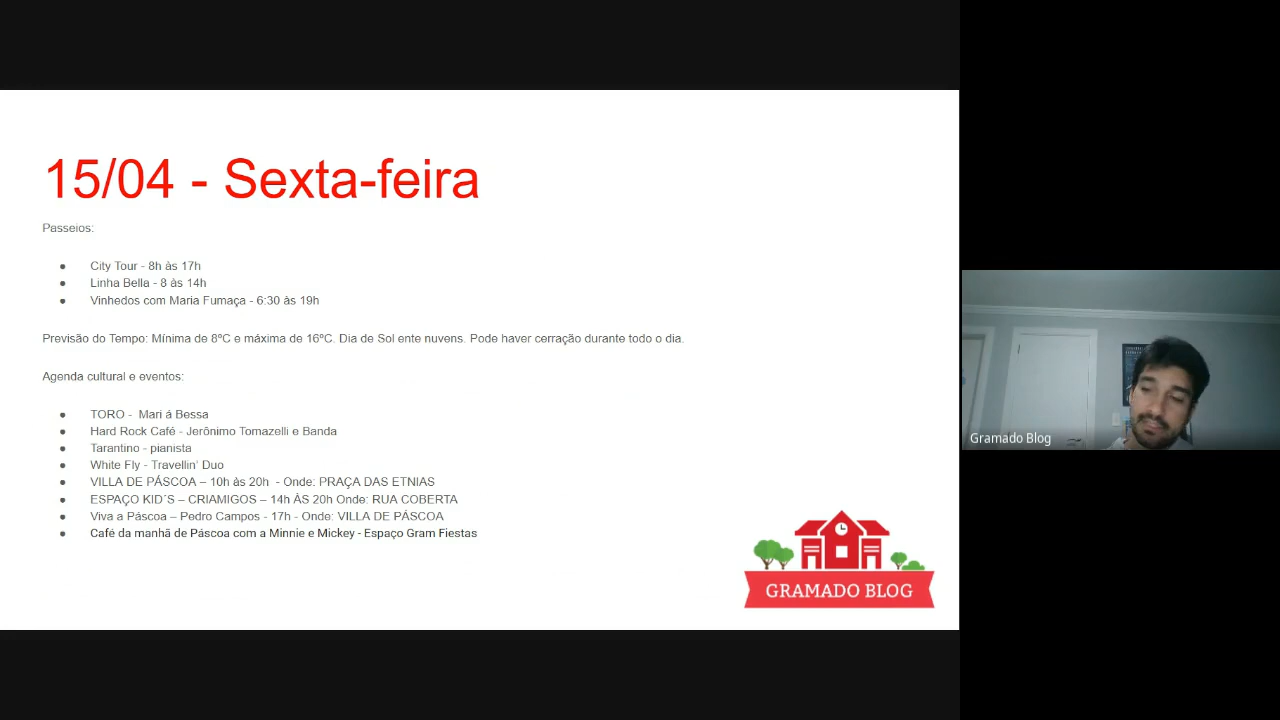 15/04 - Sexta-feira
Passeios:
● City Tour - 8h às 17h
● Linha Bella - 8 às 14h
● Vinhedos com Maria Fumaça - 6:30 às 19h
Previsão do Tempo: Mínima de 8ºC e máxima de 16ºC. Dia de Sol ente nuvens. Pode haver cerração durante todo o dia.
Agenda cultural e eventos:
● TORO -  Mari á Bessa
● Hard Rock Café - Jerônimo Tomazelli e Banda
● Tarantino - pianista
● White Fly - Travellin' Duo
● VILLA DE PÁSCOA – 10h às 20h  - Onde: PRAÇA DAS ETNIAS
● ESPAÇO KID´S – CRIAMIGOS – 14h ÀS 20h Onde: RUA COBERTA
● Viva a Páscoa – Pedro Campos - 17h - Onde: VILLA DE PÁSCOA
● Café da manhã de Páscoa com a Minnie e Mickey - Espaço Gram Fiestas
GRAMADO BLOG
Gramado Blog